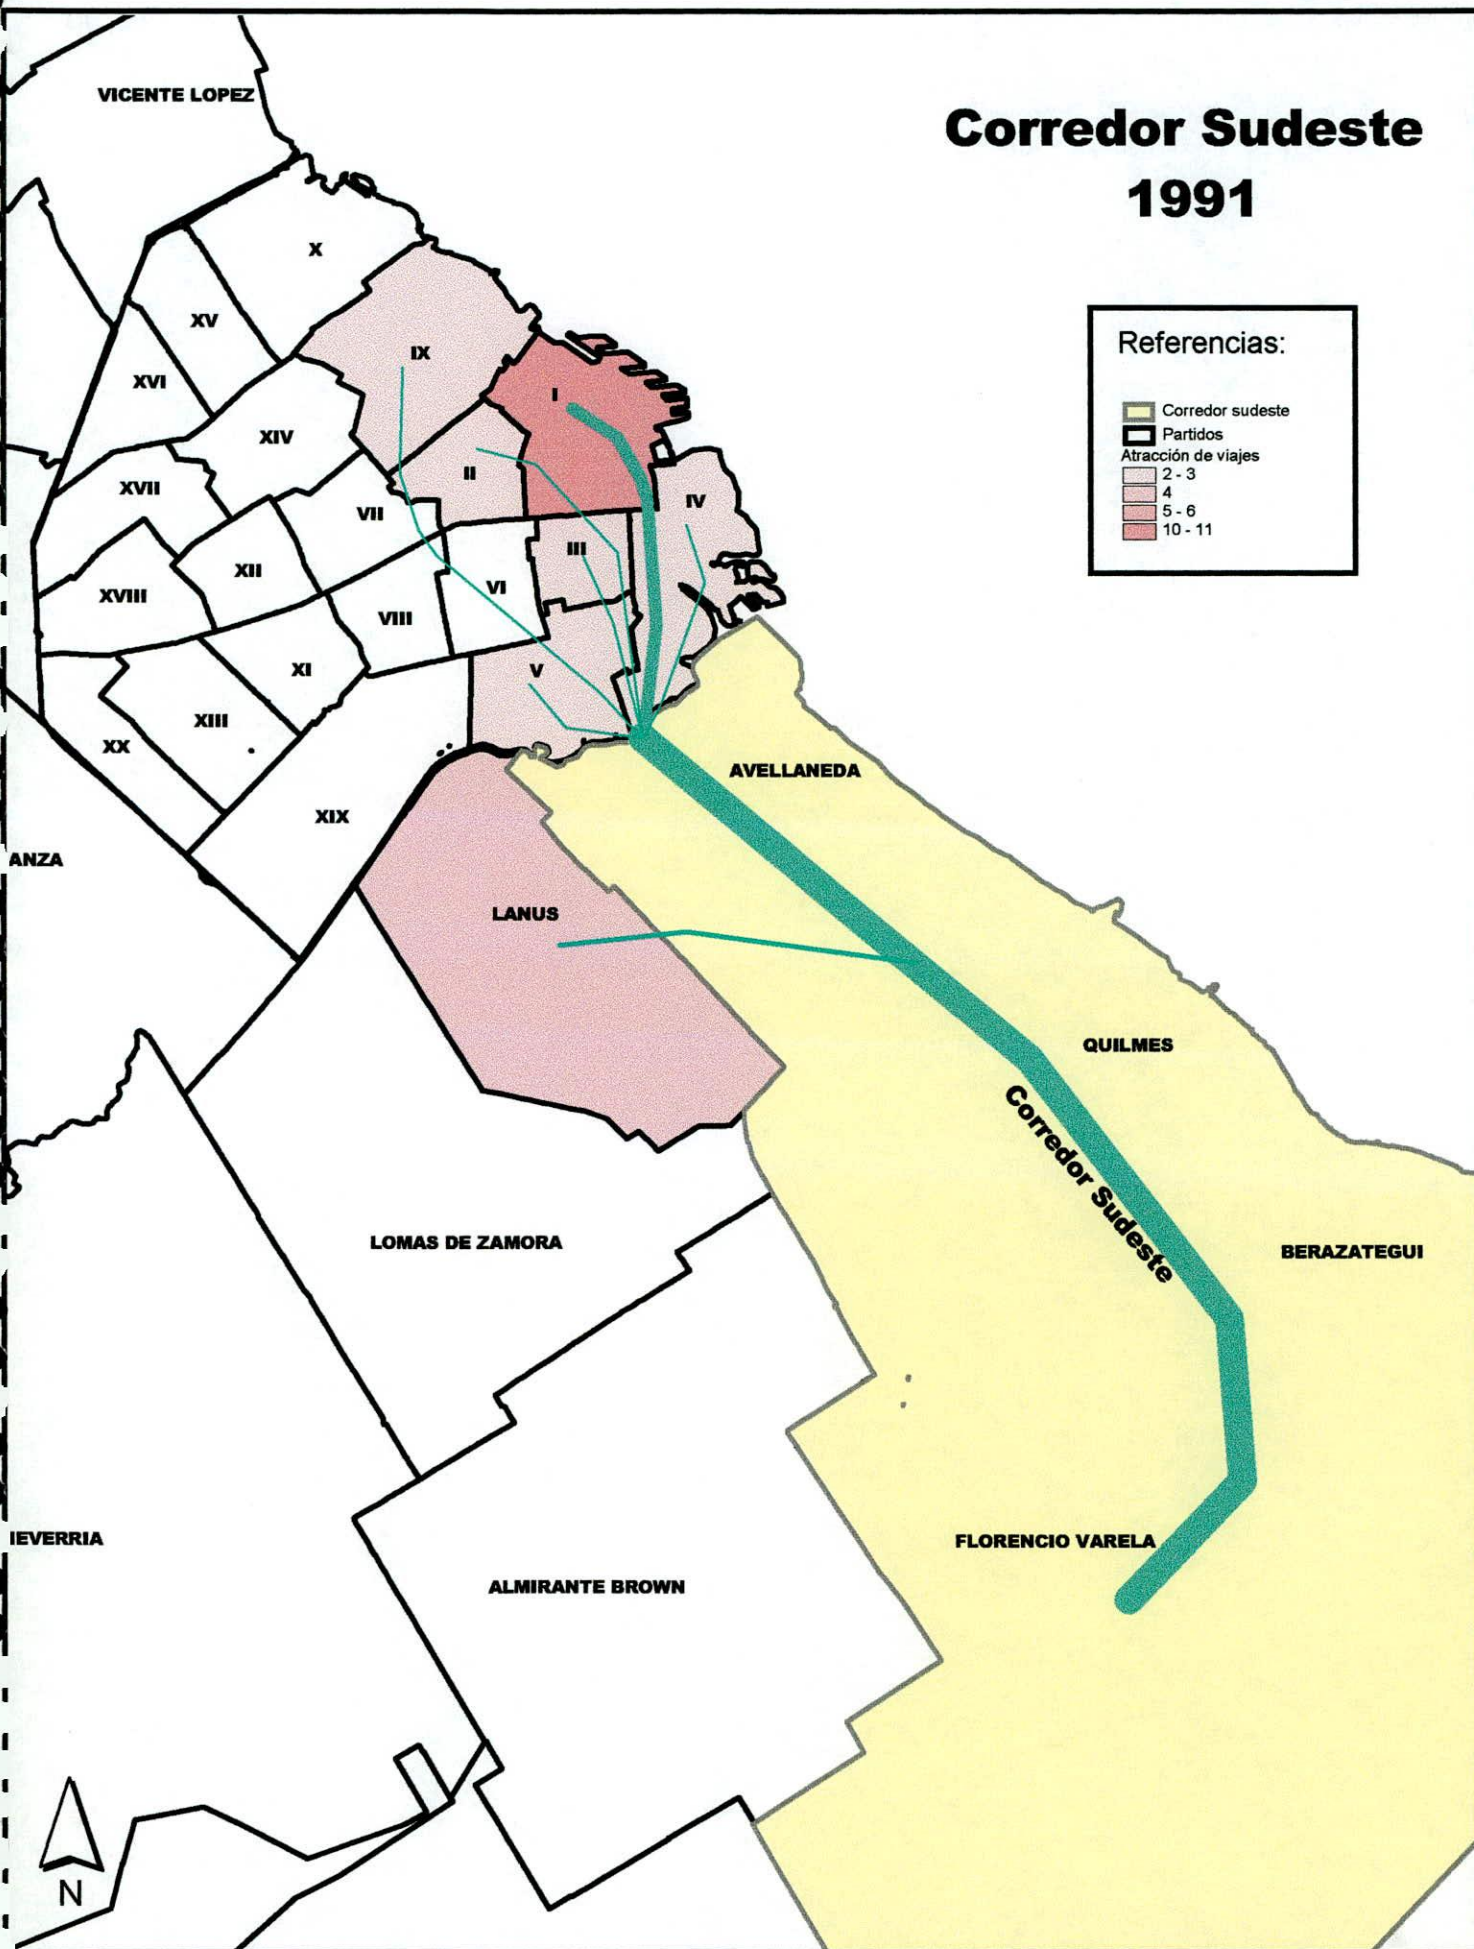 Corredor Sudeste
1991
Referencias:
Corredor sudeste
Partidos
Atracción de viajes
2 - 3
4
5 - 6
10 - 11
VICENTE LOPEZ
X
XV
IX
XVI
I
XIV
II
XVII
IV
VII
III
XII
VI
XVIII
VIII
XI
V
XIII
XX
AVELLANEDA
XIX
ANZA
LANUS
QUILMES
Corredor Sudeste
LOMAS DE ZAMORA
BERAZATEGUI
IEVERRIA
FLORENCIO VARELA
ALMIRANTE BROWN
N